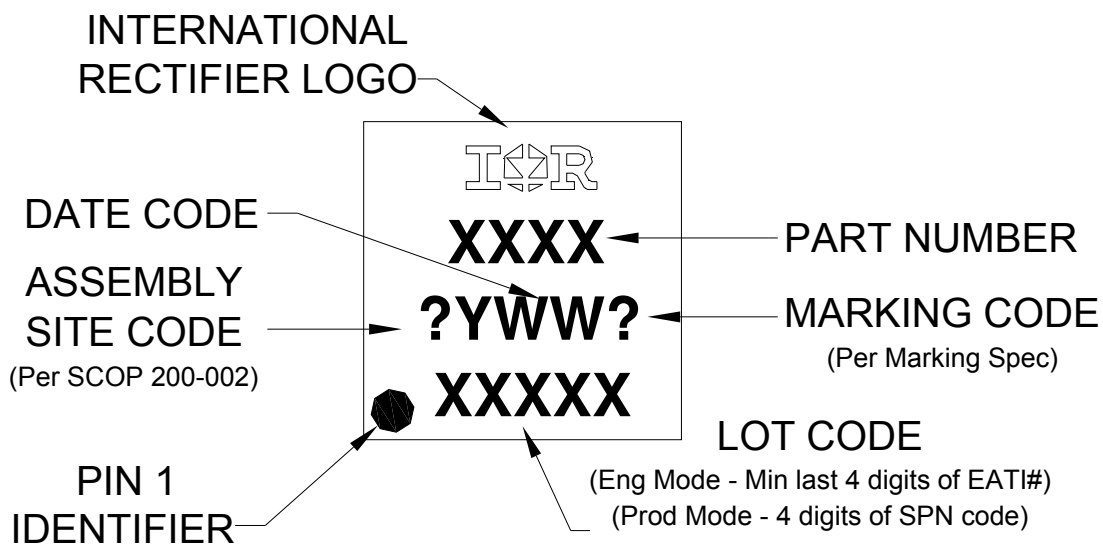 INTERNATIONAL
RECTIFIER LOGO
IOR
DATE CODE
XXXX
PART NUMBER
ASSEMBLY
SITE CODE
(Per SCOP 200-002)
?YWW?
MARKING CODE
(Per Marking Spec)
XXXXX
LOT CODE
(Eng Mode - Min last 4 digits of EATI#)
(Prod Mode - 4 digits of SPN code)
PIN 1
IDENTIFIER